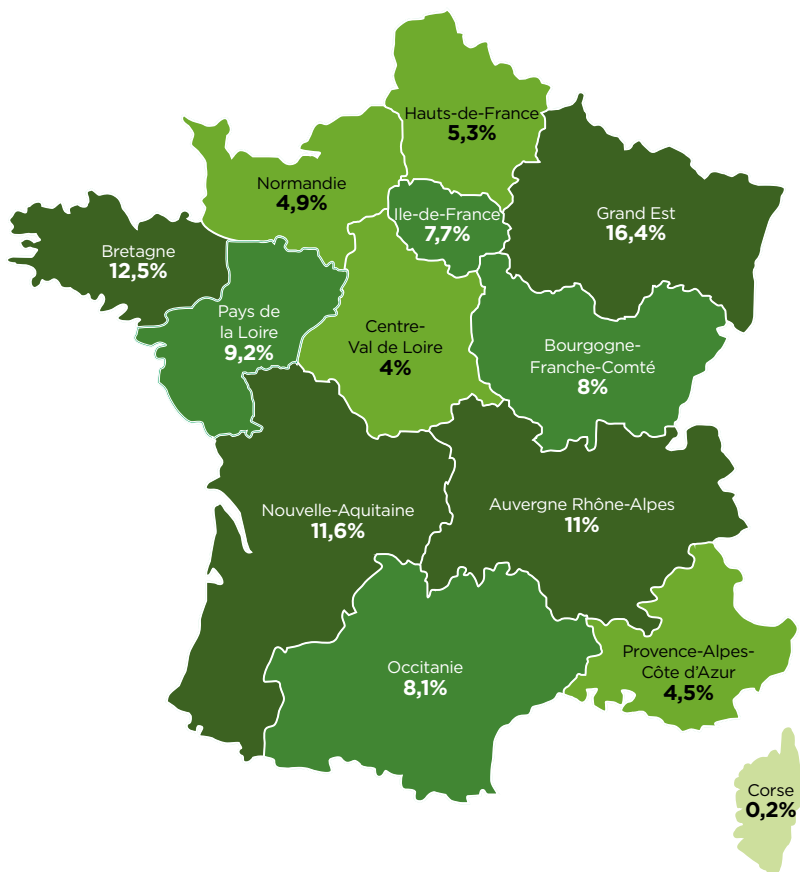 Hauts-de-France
5,3%
Normandie
4,9%
Ile-de-France
7,7%
Grand Est
16,4%
Bretagne
12,5%
Pays de
la Loire
9,2%
Centre-
Val de Loire
4%
Bourgogne-
Franche-Comté
8%
Nouvelle-Aquitaine
11,6%
Auvergne Rhône-Alpes
11%
Occitanie
8,1%
Provence-Alpes-
Côte d'Azur
4,5%
Corse
0,2%